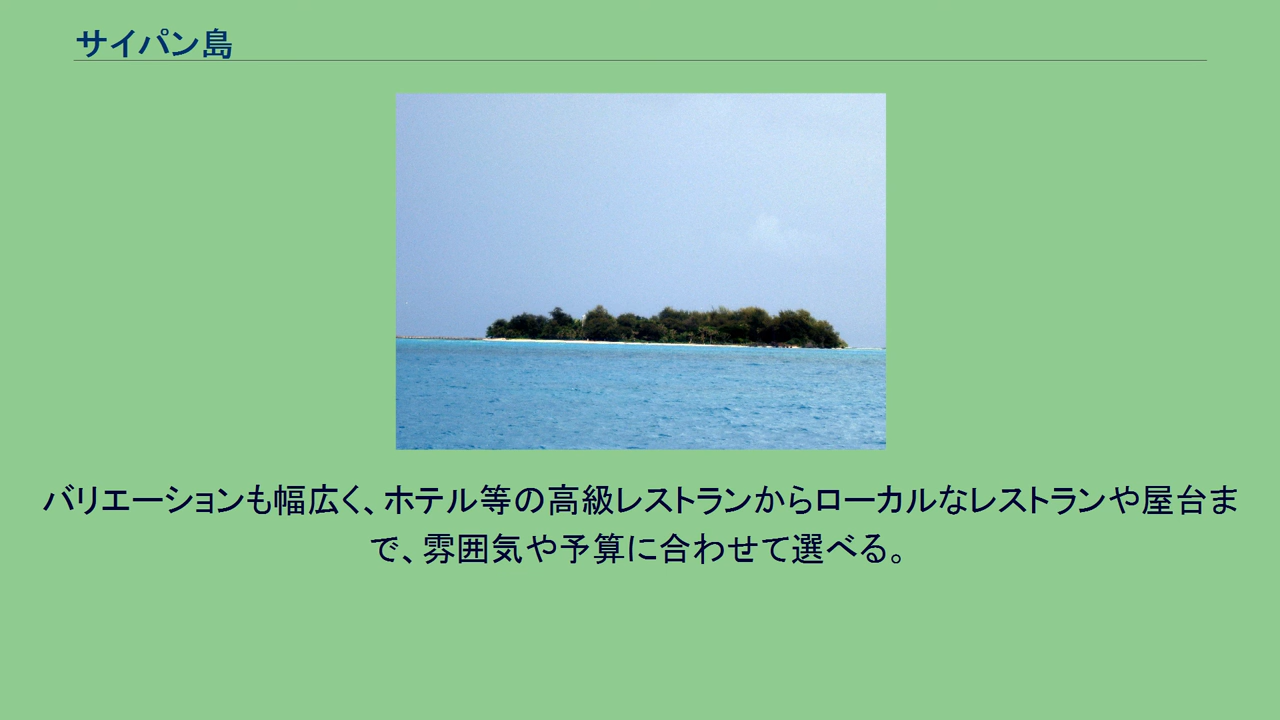 サイパン島
バリエーションも幅広く、ホテル等の高級レストランからローカルなレストランや屋台ま
で、雰囲気や予算に合わせて選べる。